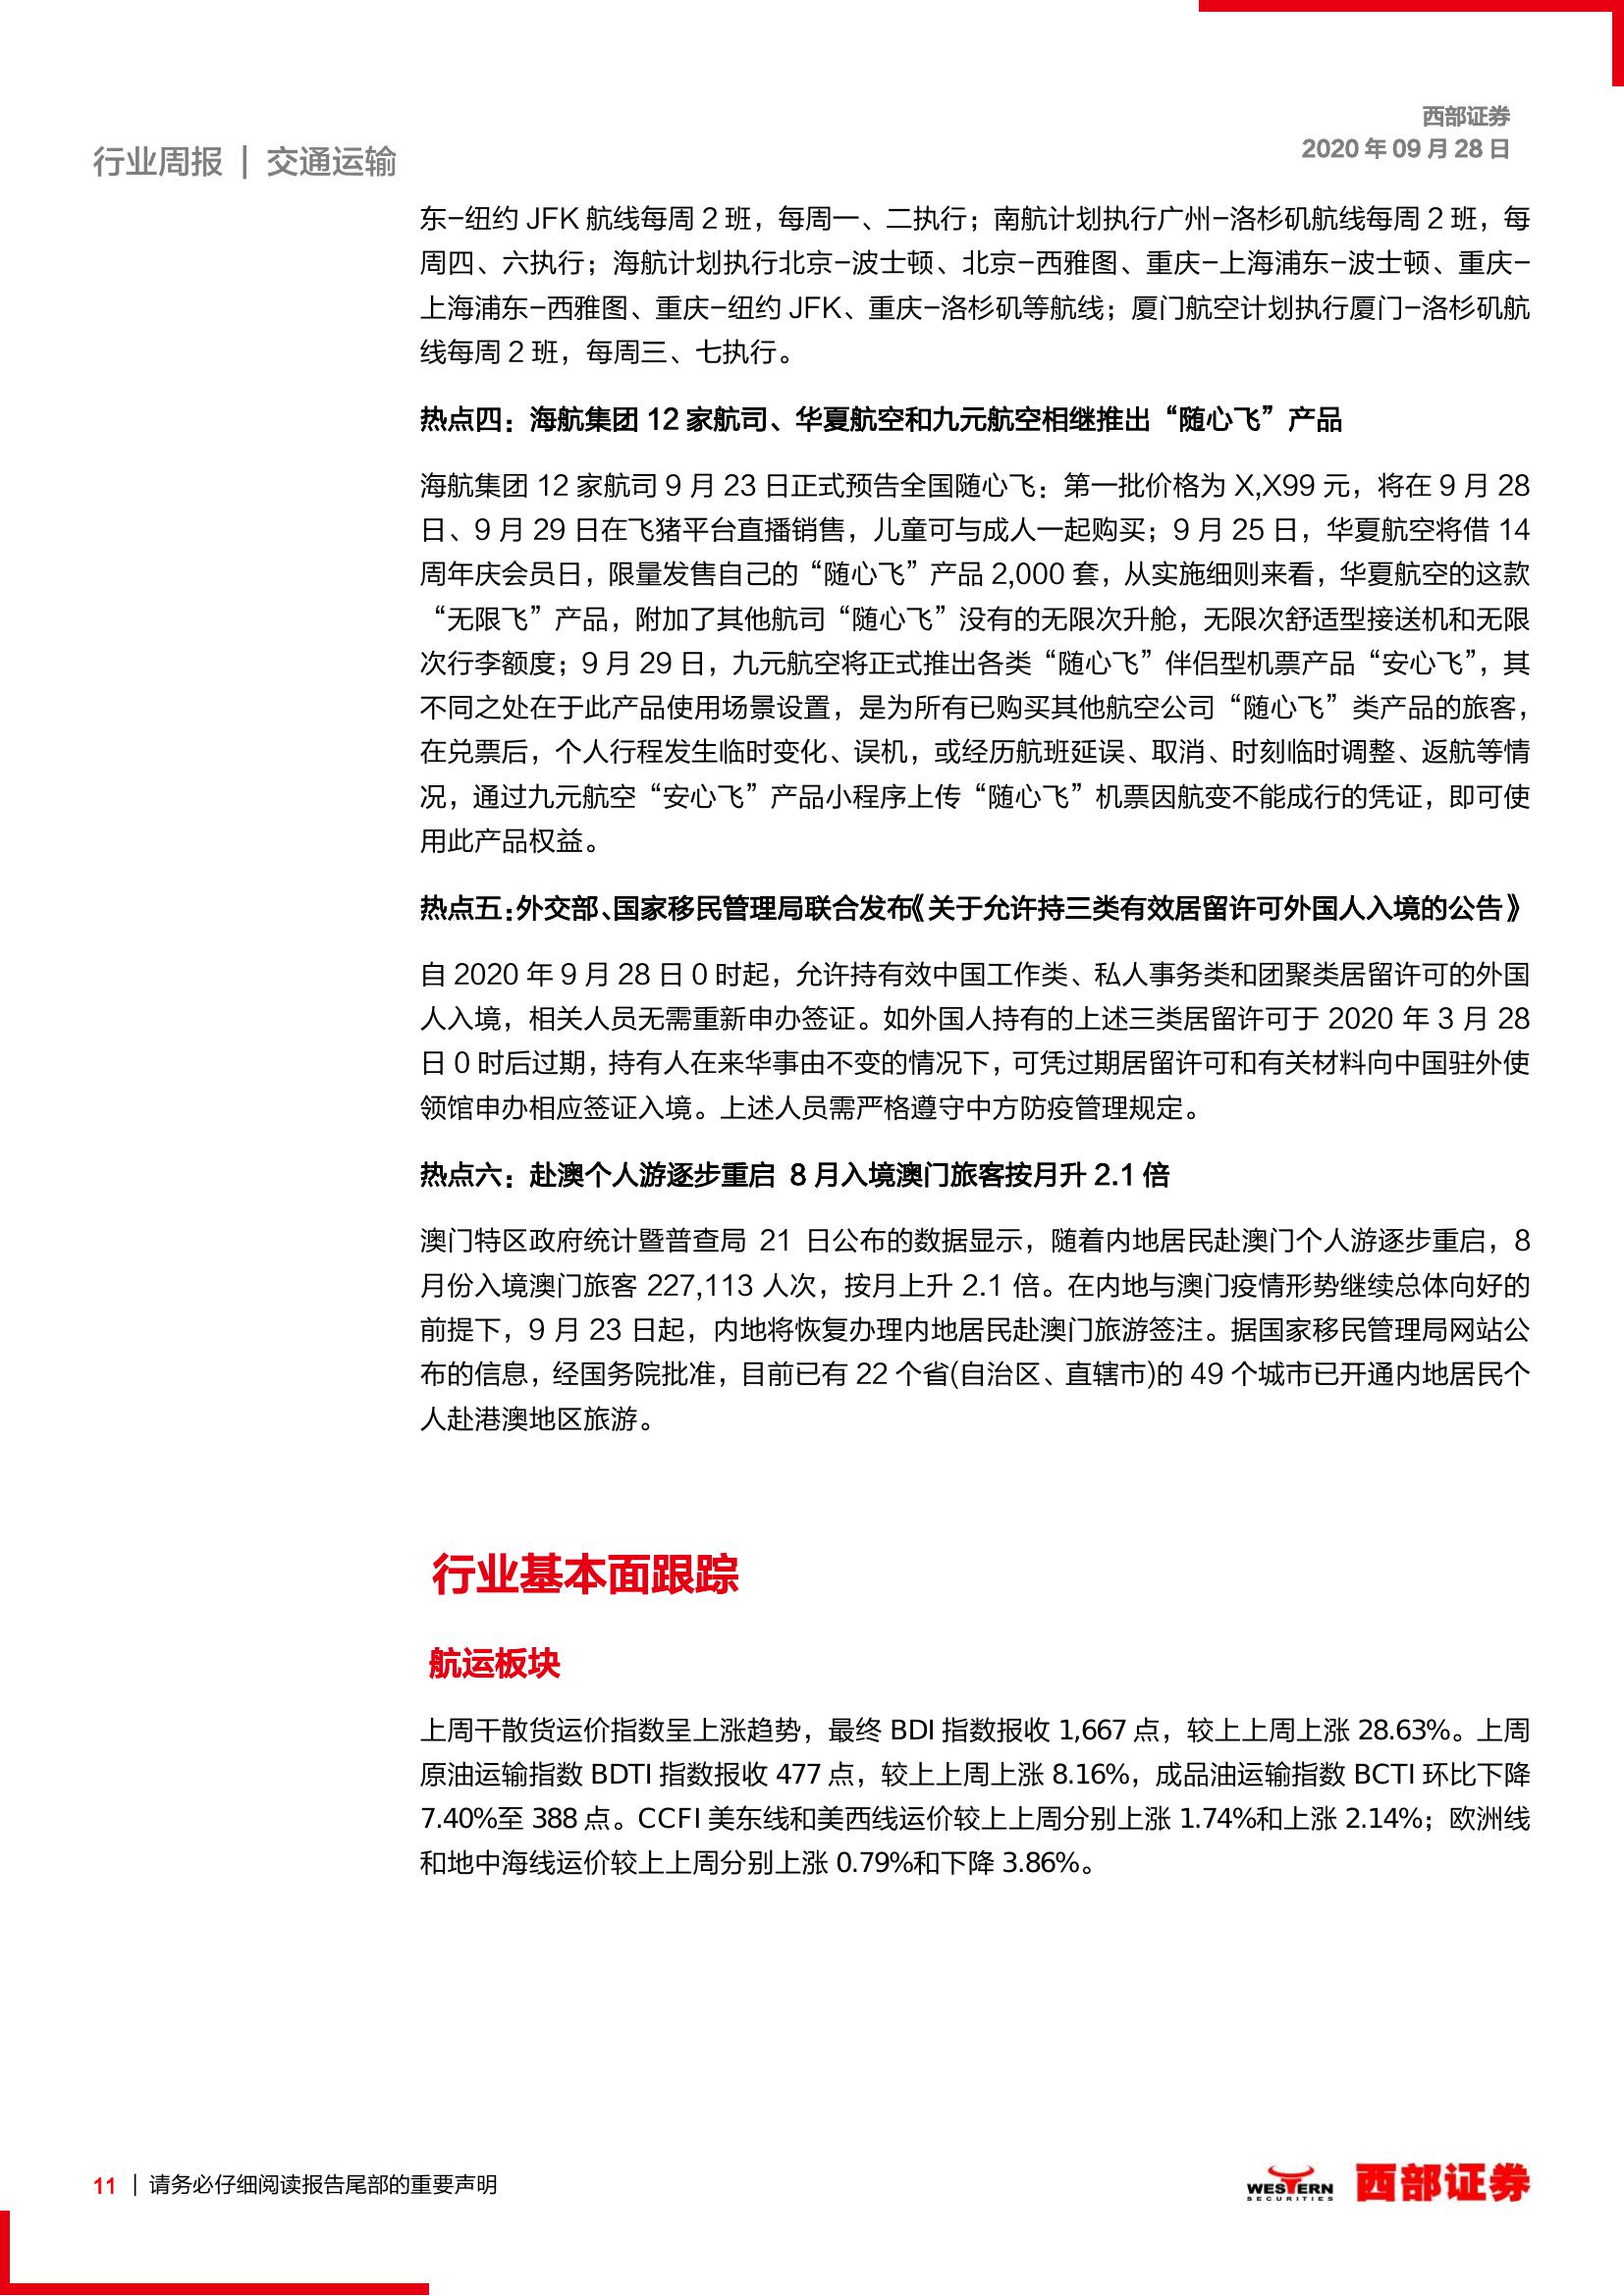 西部证券
2020 年 09 月 28 日
行业周报 | 交通运输
东-纽约 JFK 航线每周 2 班，每周一、二执行；南航计划执行广州-洛杉矶航线每周 2 班，每
周四、六执行；海航计划执行北京-波士顿、北京-西雅图、重庆-上海浦东-波士顿、重庆-
上海浦东-西雅图、重庆-纽约 JFK、重庆-洛杉矶等航线；厦门航空计划执行厦门-洛杉矶航
线每周 2 班，每周三、七执行。
热点四：海航集团 12 家航司、华夏航空和九元航空相继推出“随心飞”产品
海航集团 12 家航司 9 月 23 日正式预告全国随心飞：第一批价格为 X,X99 元，将在 9 月 28
日、9 月 29 日在飞猪平台直播销售，儿童可与成人一起购买；9 月 25 日，华夏航空将借 14
周年庆会员日，限量发售自己的“随心飞”产品 2,000 套，从实施细则来看，华夏航空的这款
“无限飞”产品，附加了其他航司“随心飞”没有的无限次升舱，无限次舒适型接送机和无限
次行李额度；9 月 29 日，九元航空将正式推出各类“随心飞”伴侣型机票产品“安心飞”，其
不同之处在于此产品使用场景设置，是为所有已购买其他航空公司“随心飞”类产品的旅客，
在兑票后，个人行程发生临时变化、误机，或经历航班延误、取消、时刻临时调整、返航等情
况，通过九元航空“安心飞”产品小程序上传“随心飞”机票因航变不能成行的凭证，即可使
用此产品权益。
热点五：外交部、国家移民管理局联合发布《关于允许持三类有效居留许可外国人入境的公告》
自 2020 年 9 月 28 日 0 时起，允许持有效中国工作类、私人事务类和团聚类居留许可的外国
人入境，相关人员无需重新申办签证。如外国人持有的上述三类居留许可于 2020 年 3 月 28
日 0 时后过期，持有人在来华事由不变的情况下，可凭过期居留许可和有关材料向中国驻外使
领馆申办相应签证入境。上述人员需严格遵守中方防疫管理规定。
热点六：赴澳个人游逐步重启 8 月入境澳门旅客按月升 2.1 倍
澳门特区政府统计暨普查局 21 日公布的数据显示，随着内地居民赴澳门个人游逐步重启，8
月份入境澳门旅客 227,113 人次，按月上升 2.1 倍。在内地与澳门疫情形势继续总体向好的
前提下，9 月 23 日起，内地将恢复办理内地居民赴澳门旅游签注。据国家移民管理局网站公
布的信息，经国务院批准，目前已有 22 个省(自治区、直辖市)的 49 个城市已开通内地居民个
人赴港澳地区旅游。
行业基本面跟踪
航运板块
上周干散货运价指数呈上涨趋势，最终 BDI 指数报收 1,667 点，较上上周上涨 28.63%。上周
原油运输指数 BDTI 指数报收 477 点，较上上周上涨 8.16%，成品油运输指数 BCTI 环比下降
7.40%至 388 点。CCFI 美东线和美西线运价较上上周分别上涨 1.74%和上涨 2.14%；欧洲线
和地中海线运价较上上周分别上涨 0.79%和下降 3.86%。
11 | 请务必仔细阅读报告尾部的重要声明
WESTERN
SECURITIES
西部证券